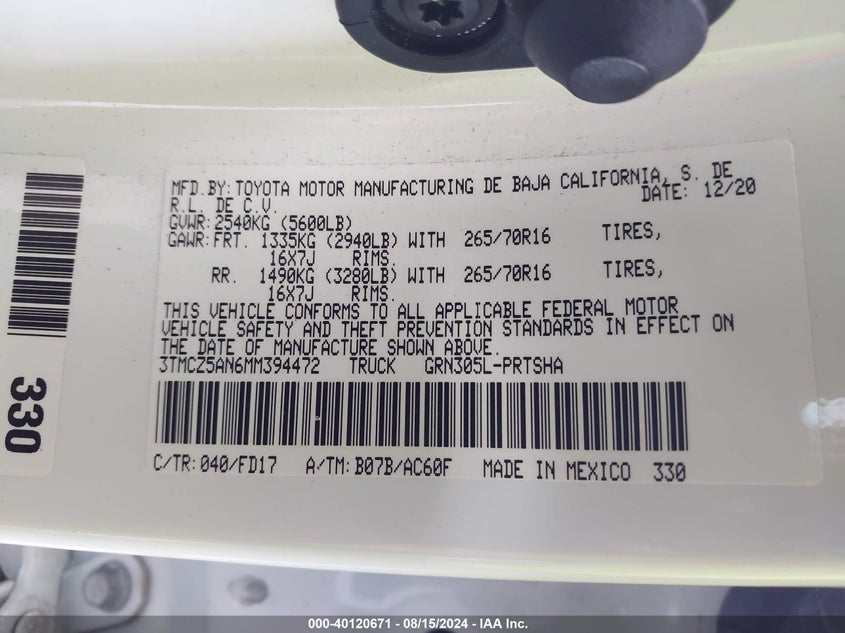 MFD. BY: TOYOTA MOTOR MANUFACTURING DE BAJA CALIFORNIA, S. DE
R.L. DE C.V. DATE: 12/20
GVWR: 2540KG (5600LB)
GAWR: FRT. 1335KG (2940LB) WITH 265/70R16 TIRES,
16X7J RIMS.
RR. 1490KG (3280LB) WITH 265/70R16 TIRES,
16X7J RIMS.
THIS VEHICLE CONFORMS TO ALL APPLICABLE FEDERAL MOTOR
VEHICLE SAFETY AND THEFT PREVENTION STANDARDS IN EFFECT ON
THE DATE OF MANUFACTURE SHOWN ABOVE.
3TMCZ5AN6MM394472 TRUCK GRN305L-PRTSHA
C/TR: 040/FD17 A/TM: B07B/AC60F MADE IN MEXICO 330
330
000-40120671 - 08/15/2024 - IAA Inc.